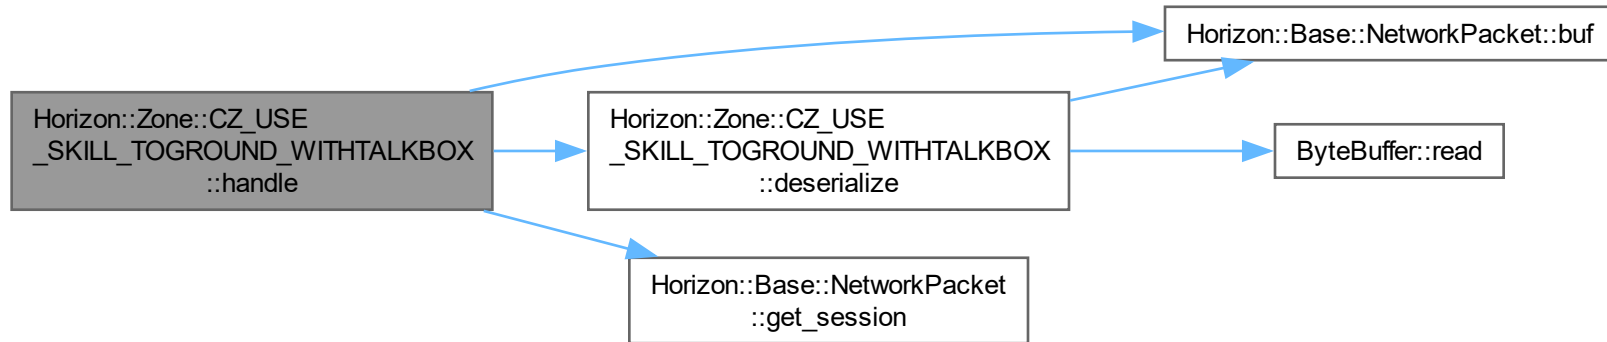 Horizon::Zone::CZ_USE
_SKILL_TOGROUND_WITHTALKBOX
::handle
Horizon::Zone::CZ_USE
_SKILL_TOGROUND_WITHTALKBOX
::deserialize
Horizon::Base::NetworkPacket::buf
ByteBuffer::read
Horizon::Base::NetworkPacket
::get_session